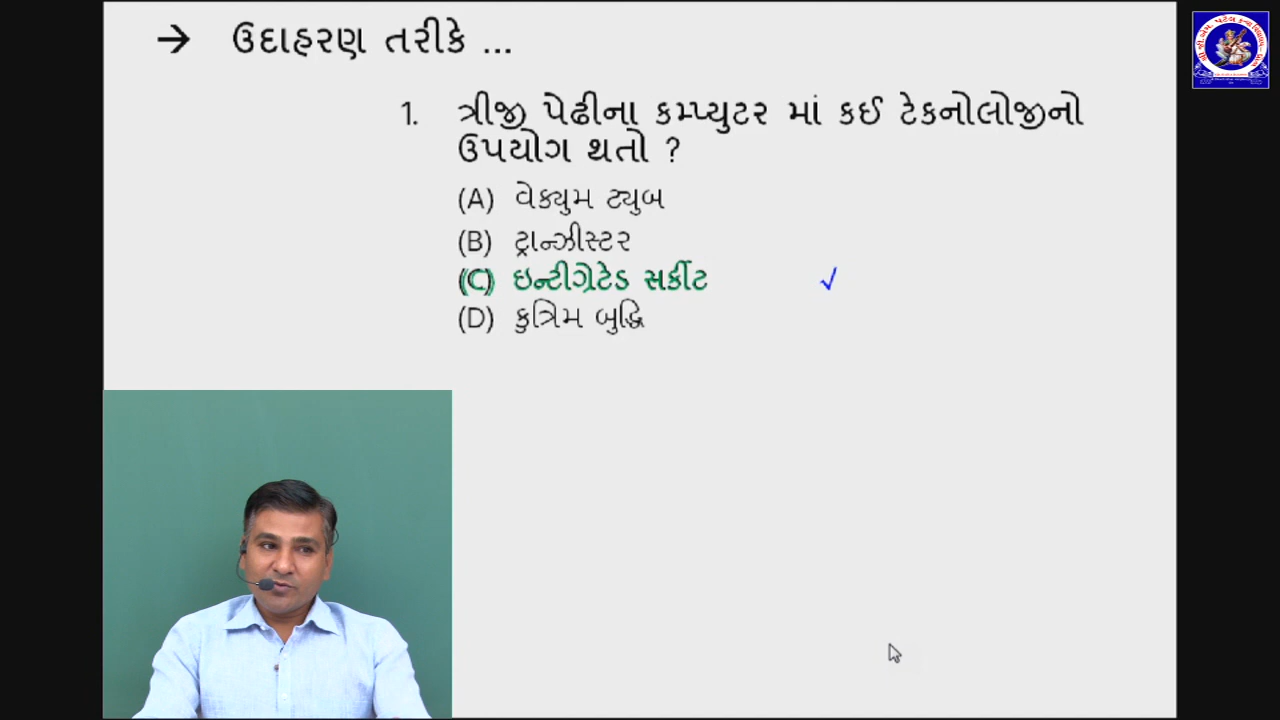 → ઉદાહરણ તરીકે ...
1. ત્રીજી પેઢીના કમ્પ્યુટર માં કઈ ટેકનોલોજીનો
ઉપયોગ થતો ?
(A) વેક્યુમ ટ્યુબ
(B) ટ્રાન્ઝીસ્ટર
(C) ઇન્ટીગ્રેટેડ સર્કીટ √
(D) કુત્રિમ બુદ્ધિ